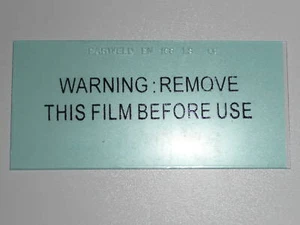 WARNING : REMOVE
THIS FILM BEFORE USE